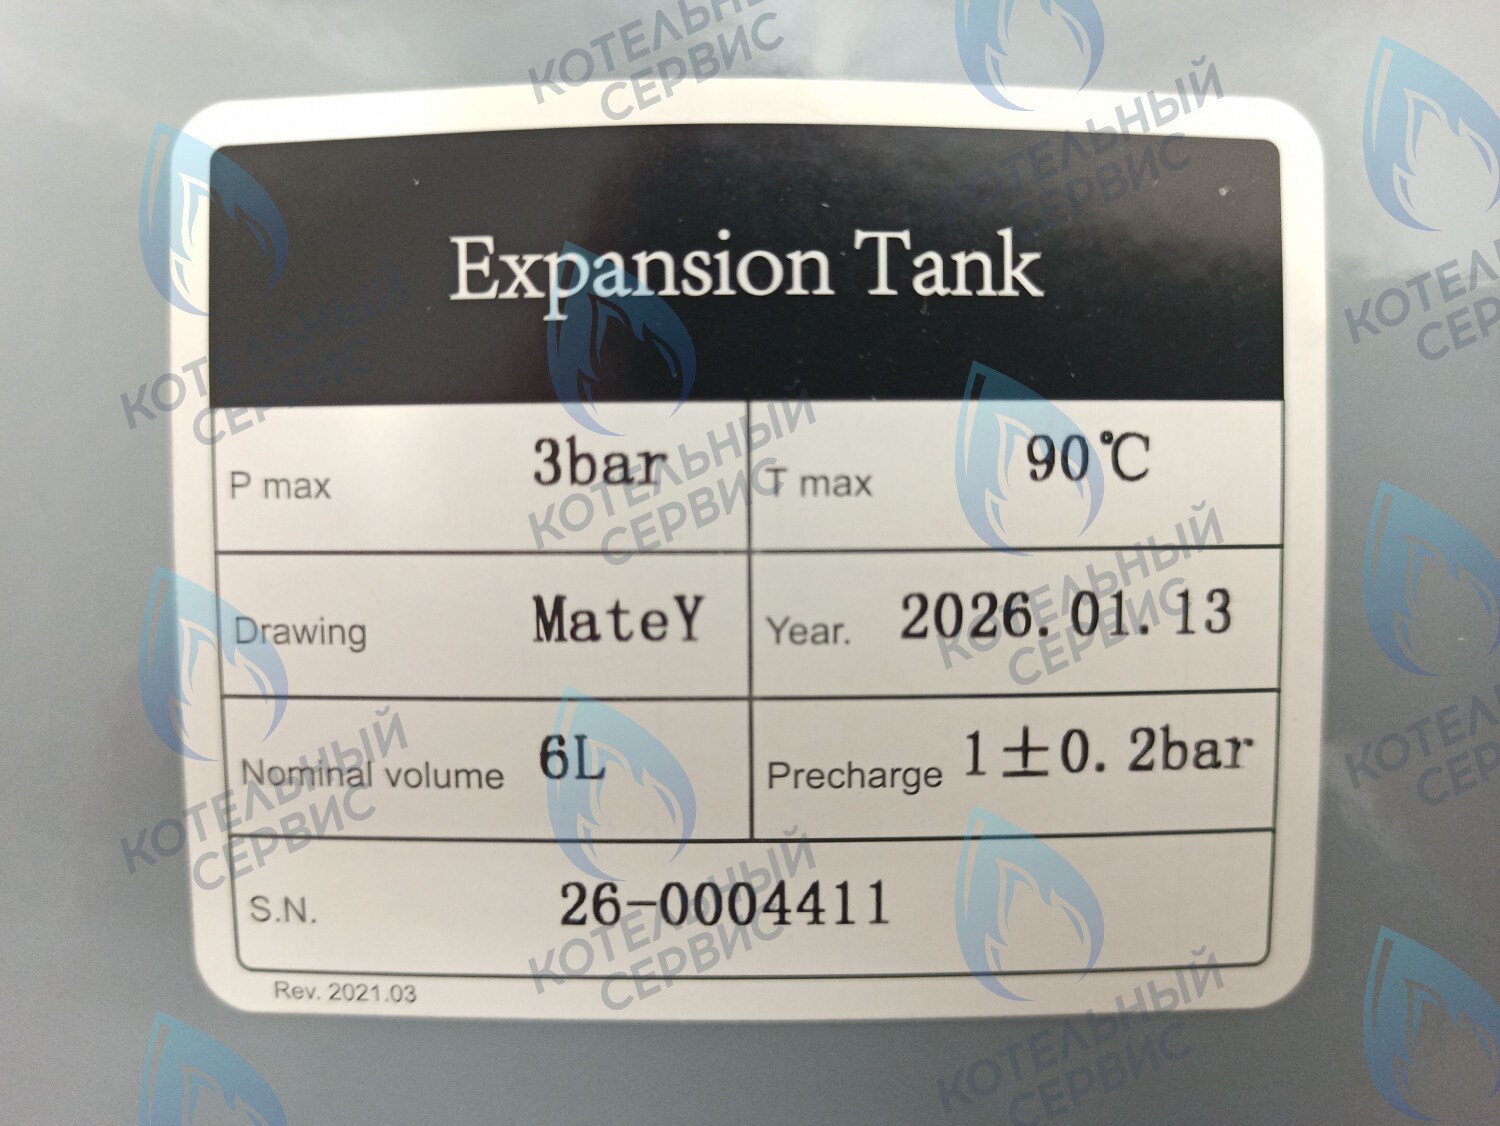 Expansion Tank
P max 3bar T max 90℃
Drawing MateY Year. 2026.01.13
Nominal volume 6L Precharge 1±0.2bar
S.N. 26-0004411
Rev. 2021.03
КОТЕЛЬНЫЙ
СЕРВИС